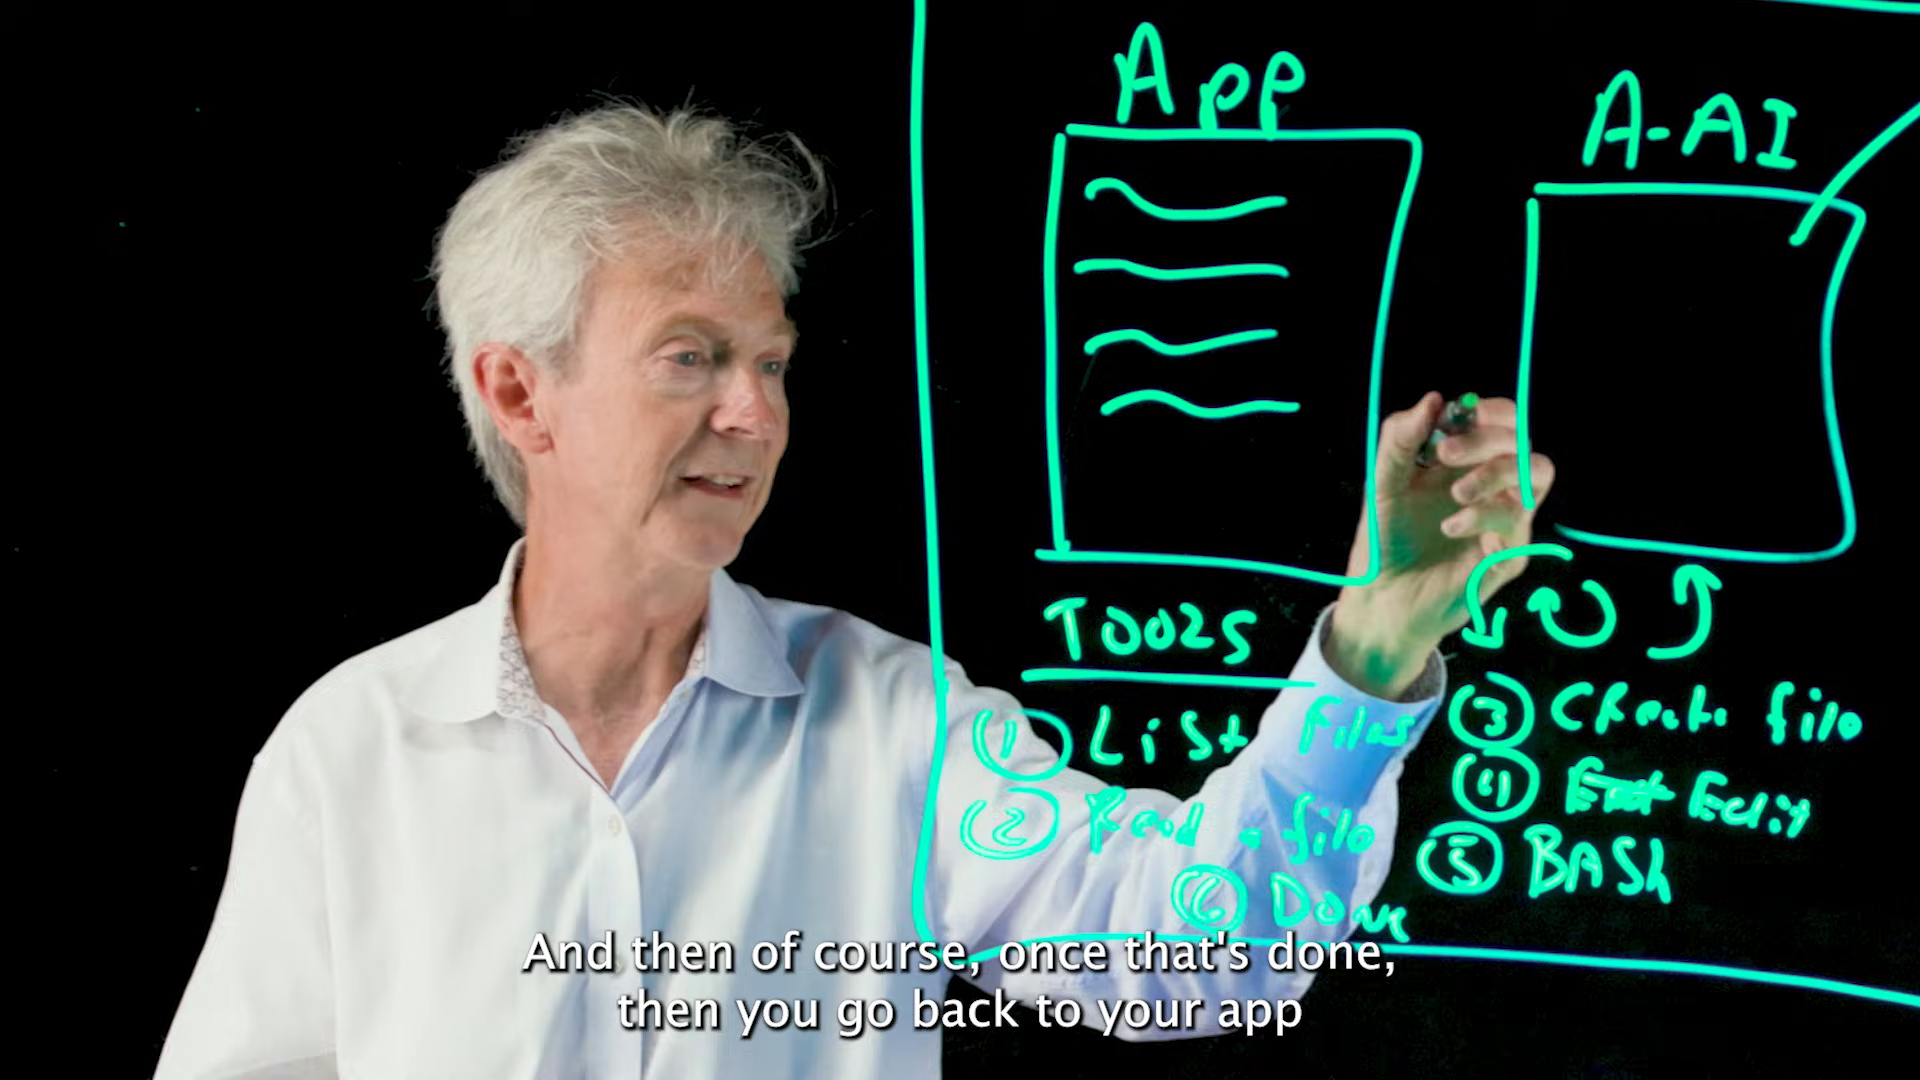 App
A-AI
TOOLS
1 List files
2 Read a file
3 Create file
4 Edit
5 BASh
6 Done
And then of course, once that's done,
then you go back to your app